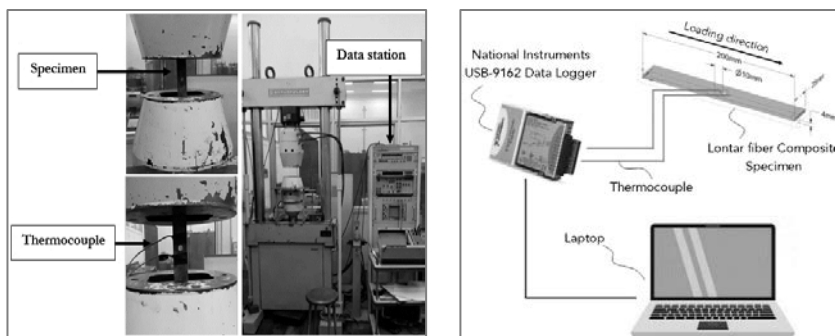 Specimen
Thermocouple
Data station
National Instruments
USB-9162 Data Logger
Loading direction
200mm
Ø10mm
Lontar fiber Composite
Specimen
Thermocouple
Laptop